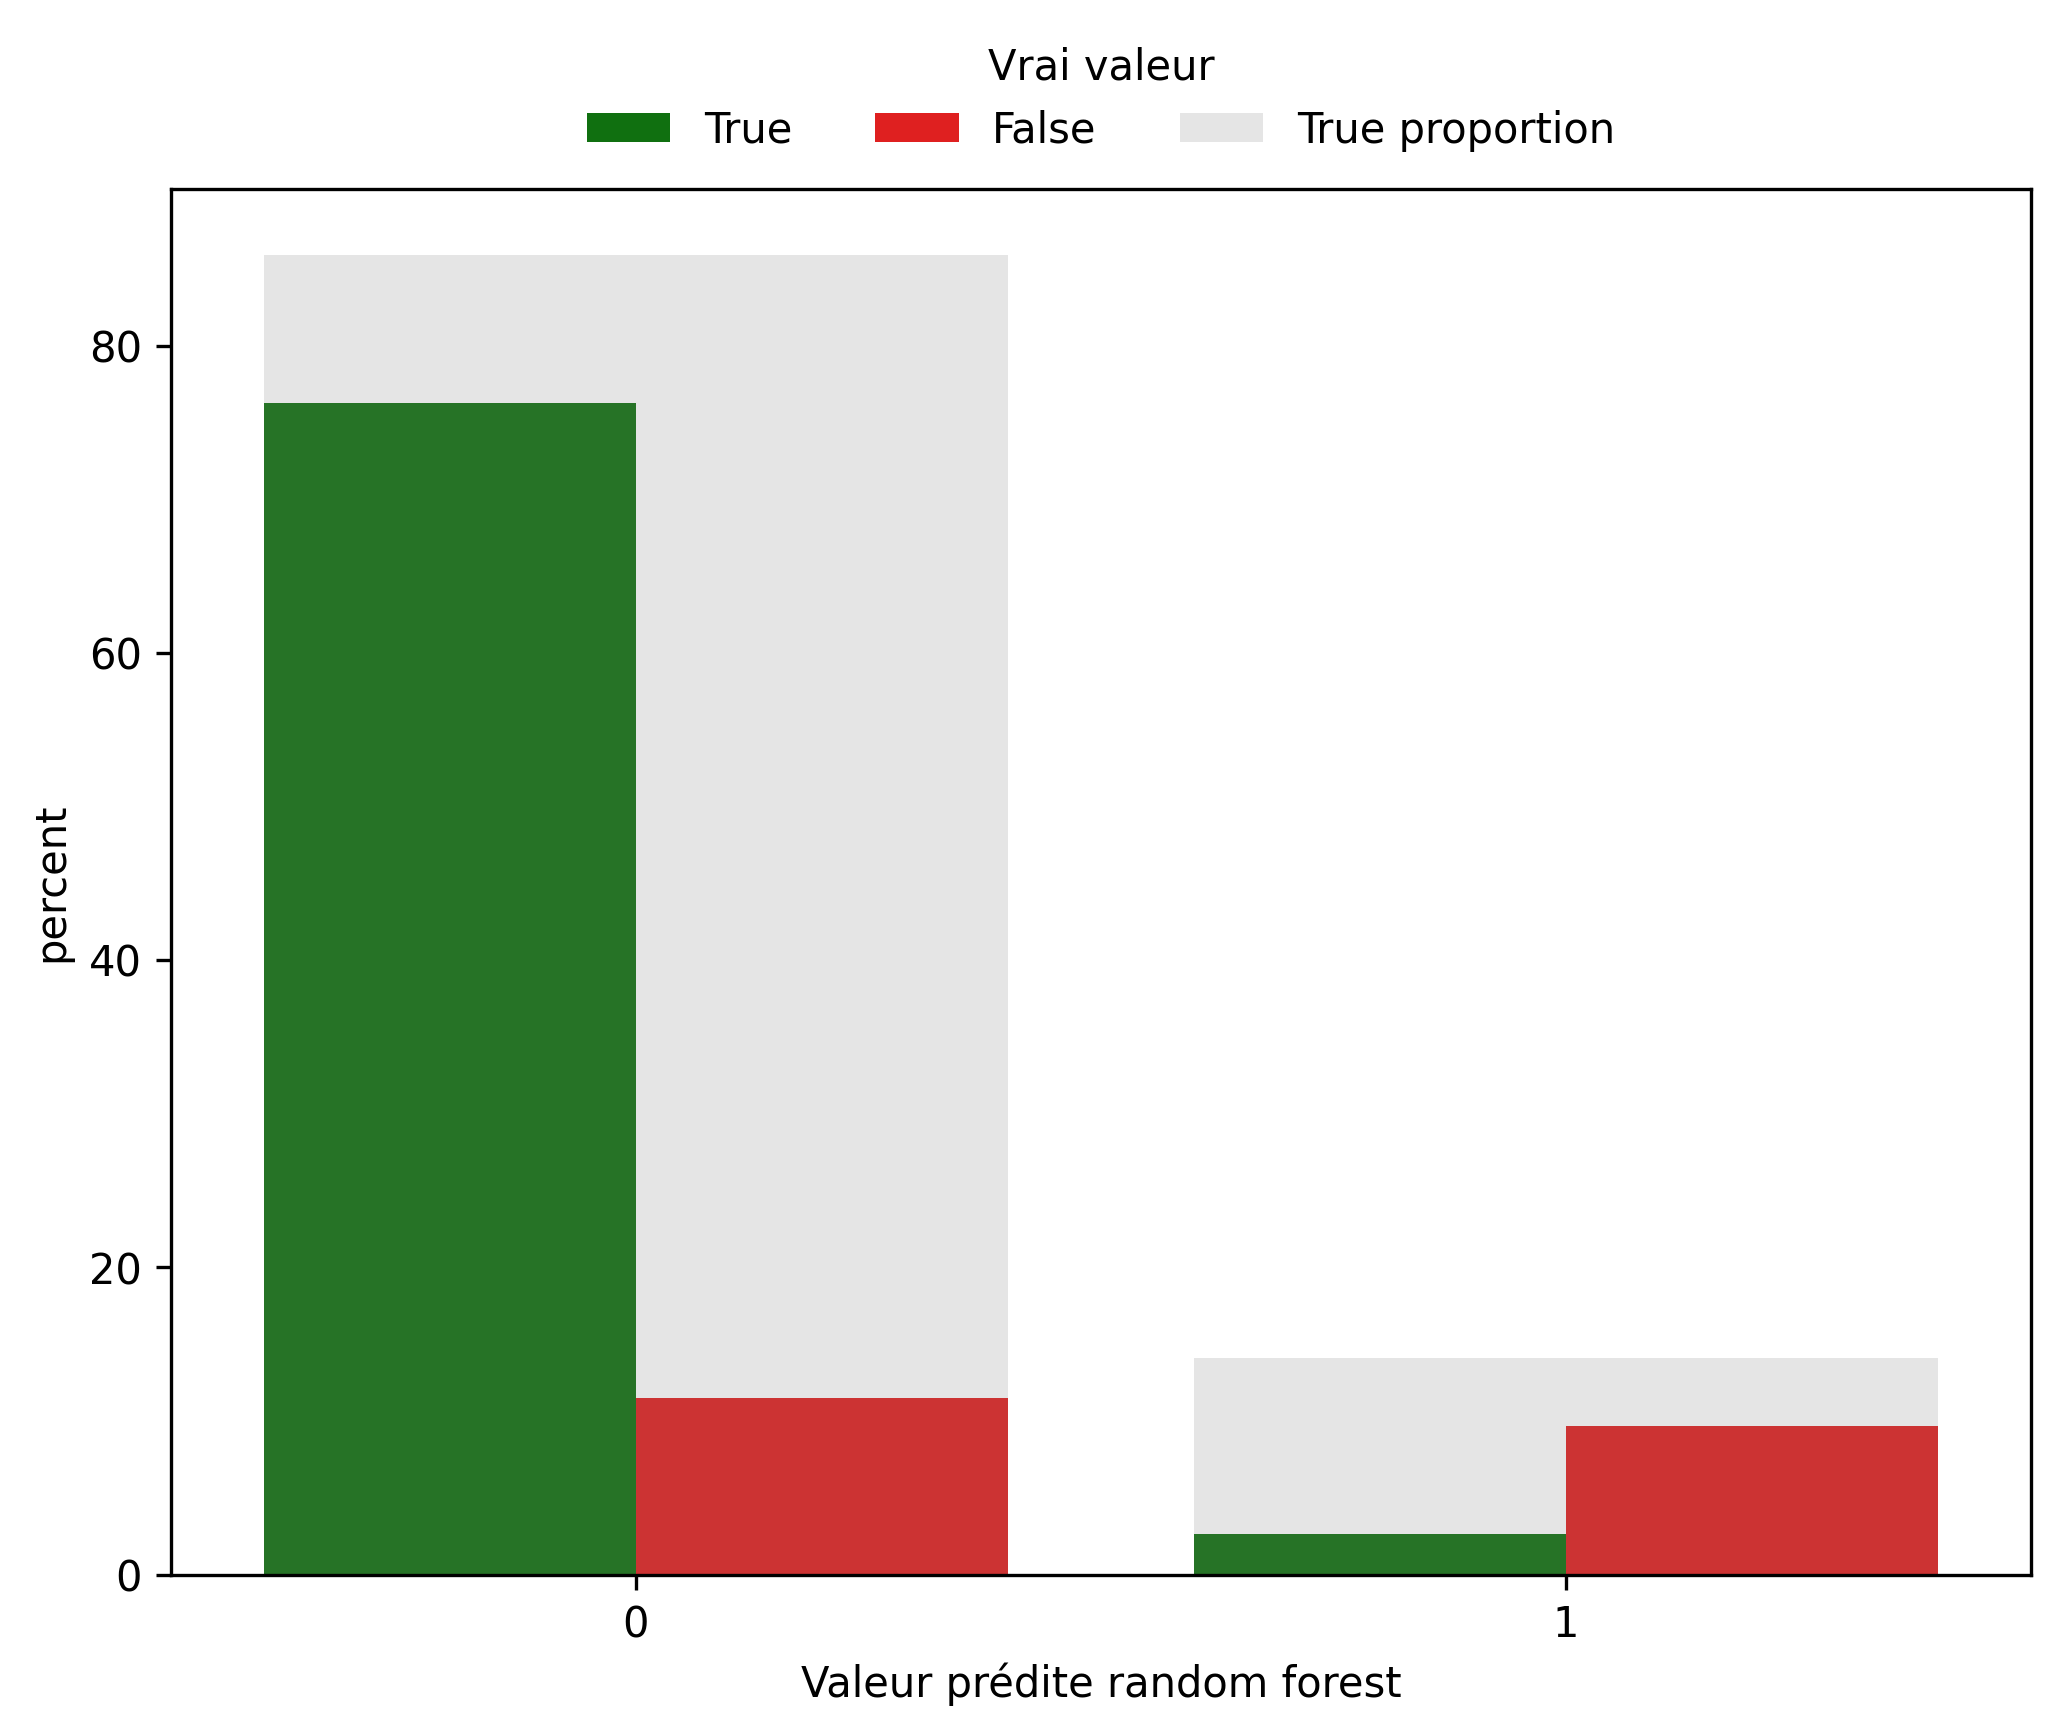 Vrai valeur
True False True proportion
80
60
40
20
0
percent
0 1
Valeur prédite random forest